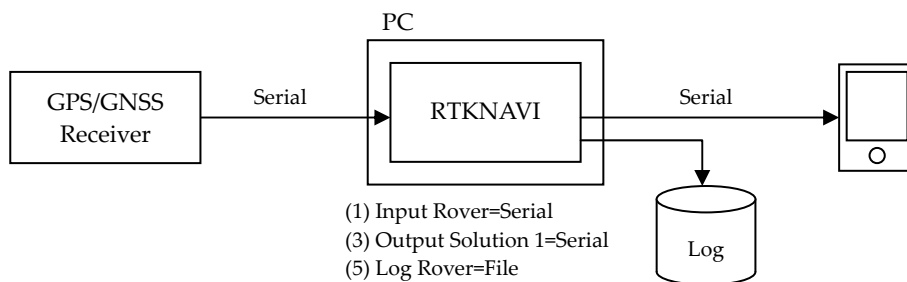 PC
GPS/GNSS
Receiver
Serial
RTKNAVI
Serial
(1) Input Rover=Serial
(3) Output Solution 1=Serial
(5) Log Rover=File
Log